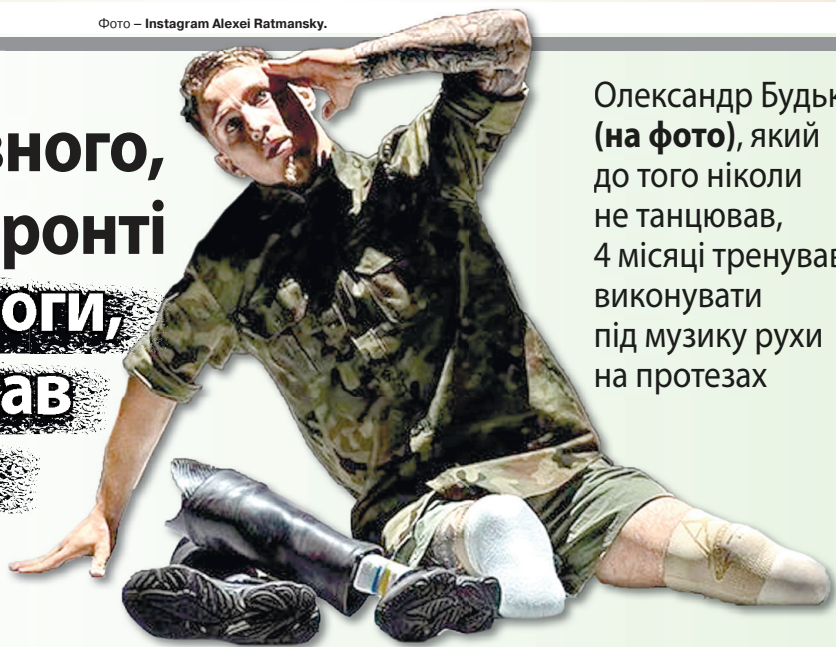 Фото – Instagram Alexei Ratmansky.
вного,
ронті
оги,
ав
Олександр Будьк
(на фото), який
до того ніколи
не танцював,
4 місяці тренував
виконувати
під музику рухи
на протезах